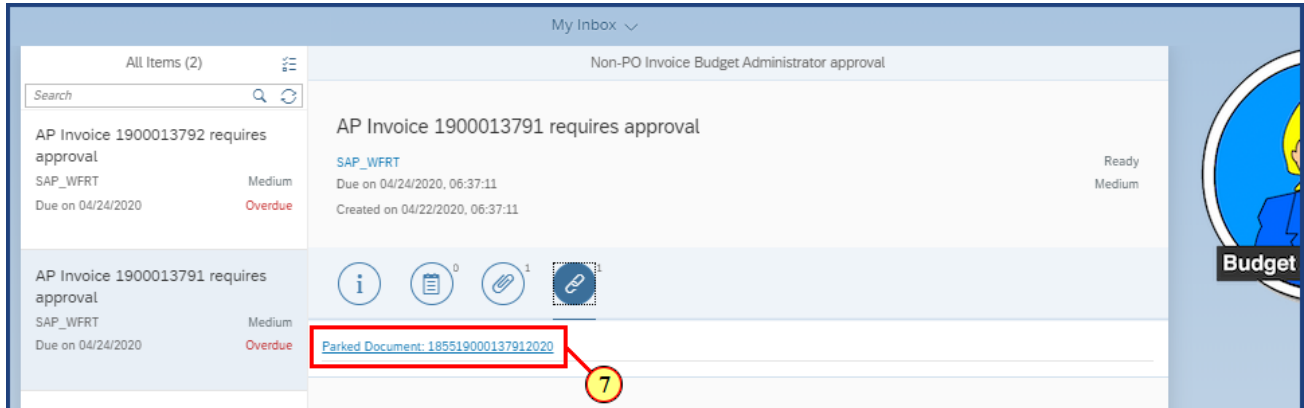 My Inbox
All Items (2)
Search
AP Invoice 1900013792 requires
approval
SAP_WFRT Medium
Due on 04/24/2020 Overdue
AP Invoice 1900013791 requires
approval
SAP_WFRT Medium
Due on 04/24/2020 Overdue
Non-PO Invoice Budget Administrator approval
AP Invoice 1900013791 requires approval
SAP_WFRT Ready
Due on 04/24/2020, 06:37:11 Medium
Created on 04/22/2020, 06:37:11
i 0 1 1
Parked Document: 185519000137912020
7
Budget